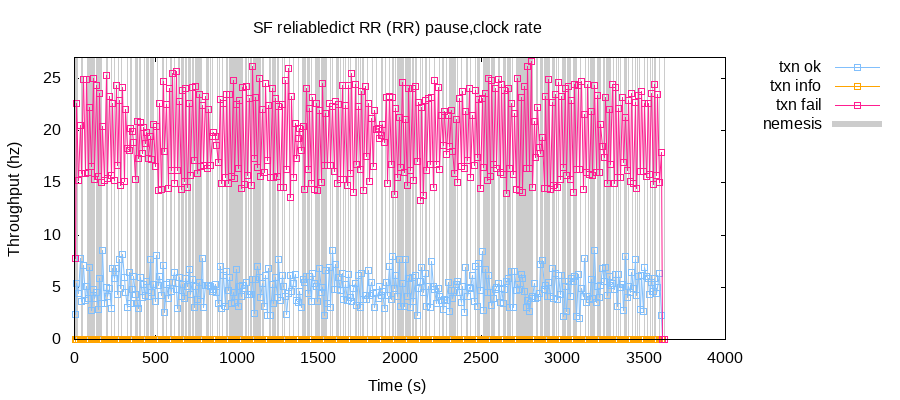 SF reliabledict RR (RR) pause,clock rate
txn ok
txn info
txn fail
nemesis
Throughput (hz)
25
20
15
10
5
0
0 500 1000 1500 2000 2500 3000 3500 4000
Time (s)